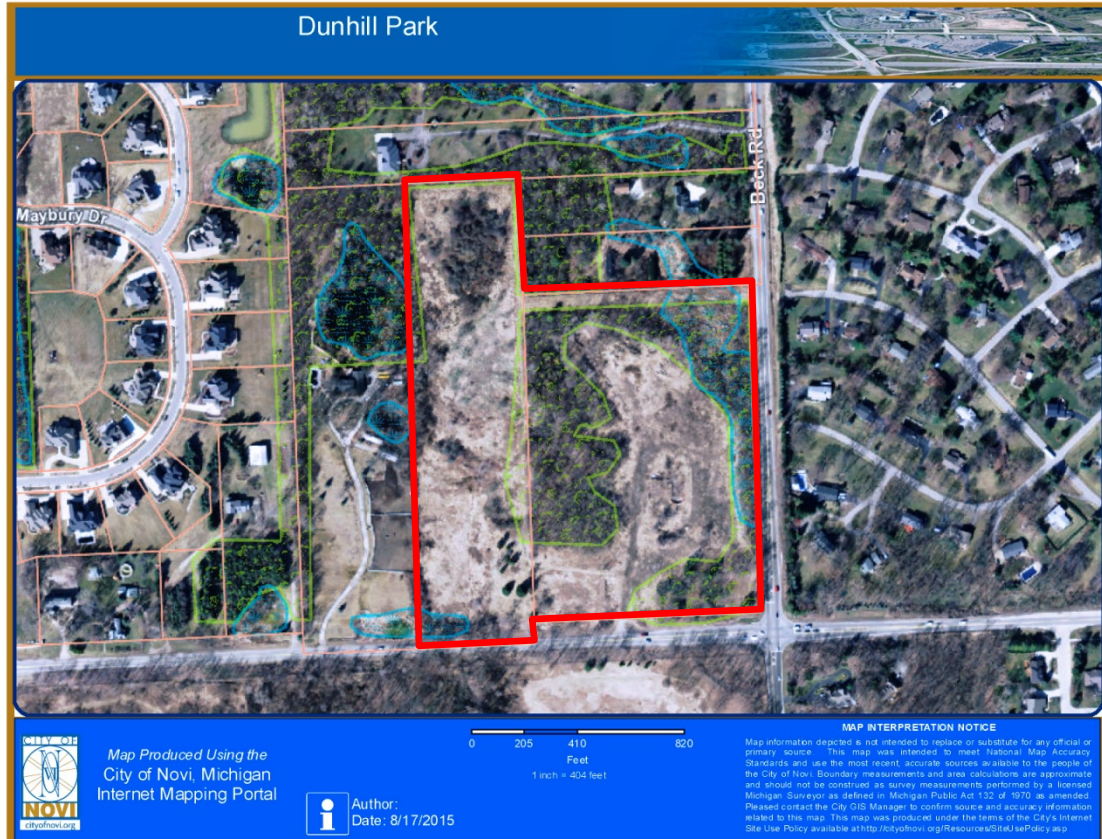 Dunhill Park
Beck Rd
Maybury Dr
CITY OF
NOVI
cityofnovi.org
Map Produced Using the
City of Novi, Michigan
Internet Mapping Portal
0 205 410 820
Feet
1 inch = 404 feet
i
Author:
Date: 8/17/2015
MAP INTERPRETATION NOTICE
Map information depicted is not intended to replace or substitute for any official or
primary source. This map was intended to meet National Map Accuracy
Standards and use the most recent, accurate sources available to the people of
the City of Novi. Boundary measurements and area calculations are approximate
and should not be construed as survey measurements performed by a licensed
Michigan Surveyor as defined in Michigan Public Act 132 of 1970 as amended.
Pleased contact the City GIS Manager to confirm source and accuracy information
related to this map. This map was produced under the terms of the City's Internet
Site Use Policy available at http://cityofnovi.org/Resources/SiteUsePolicy.asp